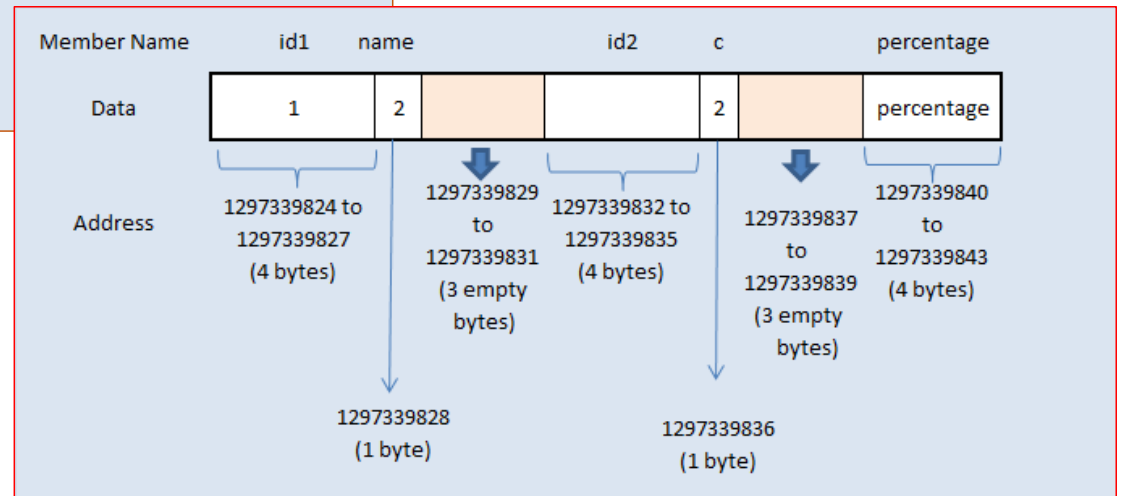 Member Name id1 name id2 c percentage
Data 1 2 2 percentage
Address
1297339824 to
1297339827
(4 bytes)
1297339829
to
1297339831
(3 empty
bytes)
1297339832 to
1297339835
(4 bytes)
1297339837
to
1297339839
(3 empty
bytes)
1297339840
to
1297339843
(4 bytes)
1297339828
(1 byte)
1297339836
(1 byte)